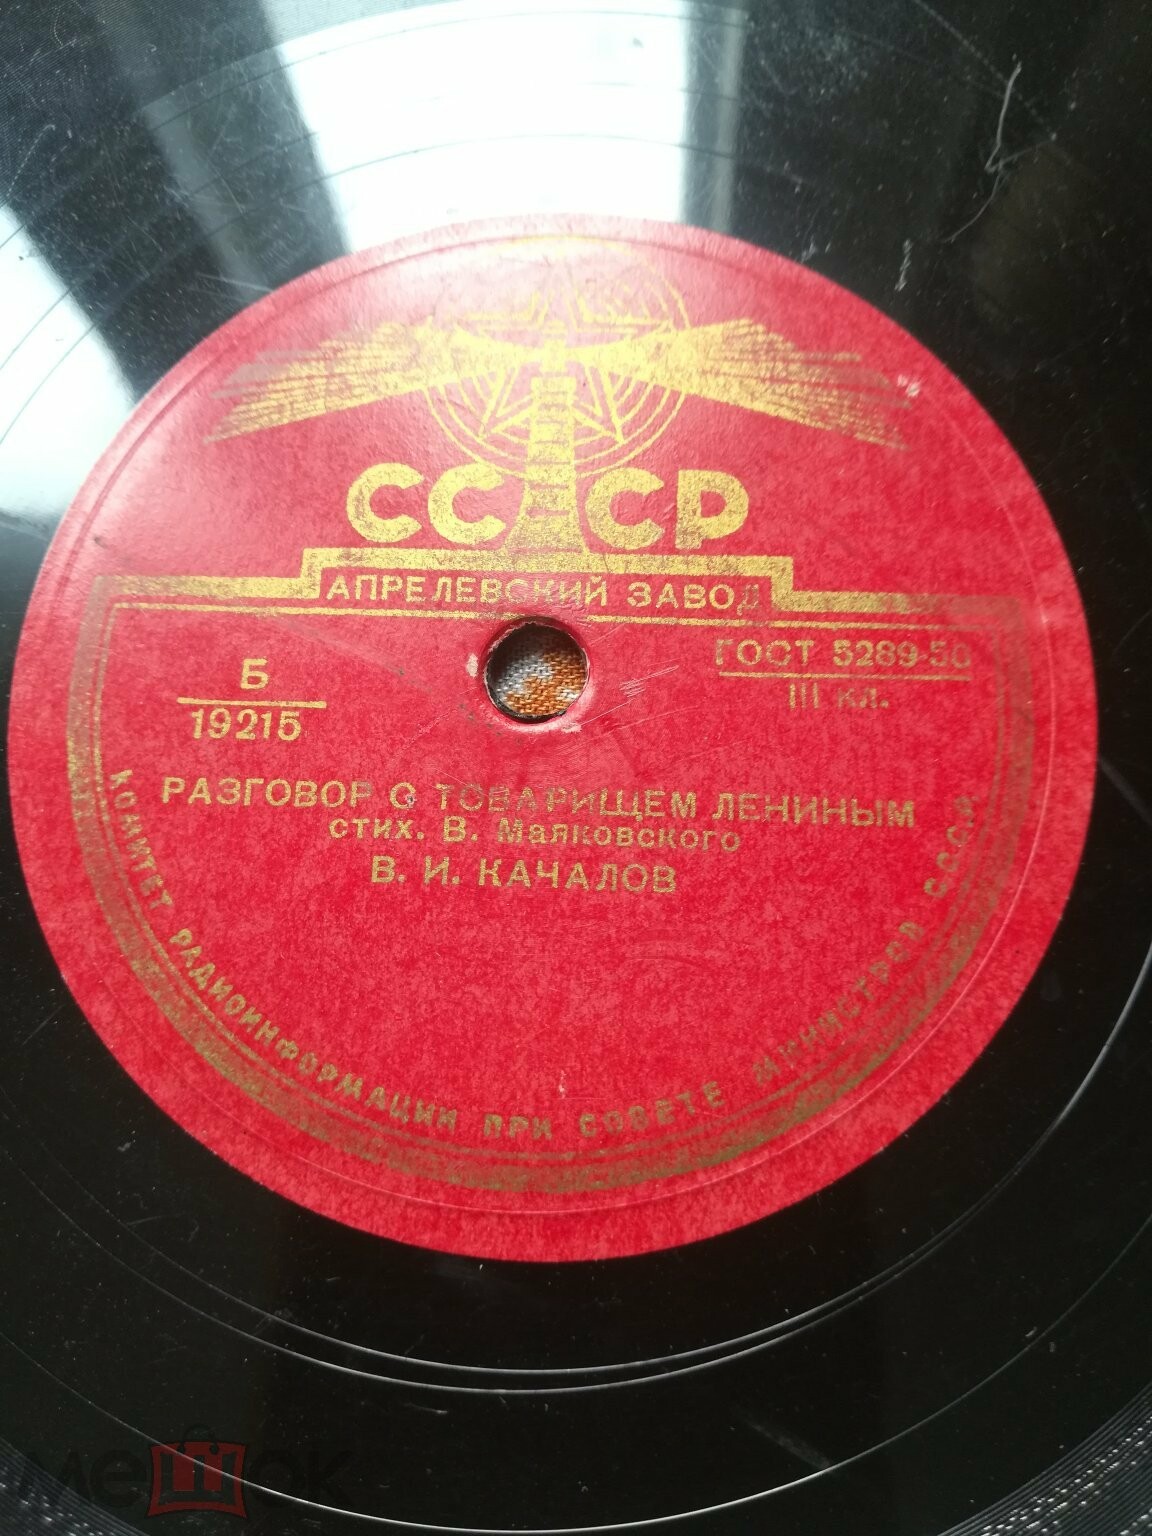 СССР
АПРЕЛЕВСКИЙ ЗАВОД
Б
19215
ГОСТ 5289-50
III кл.
РАЗГОВОР С ТОВАРИЩЕМ ЛЕНИНЫМ
стих. В. Маяковского
В. И. КАЧАЛОВ
КОМИТЕТ РАДИОИНФОРМАЦИИ ПРИ СОВЕТЕ МИНИСТРОВ СССР
мешок